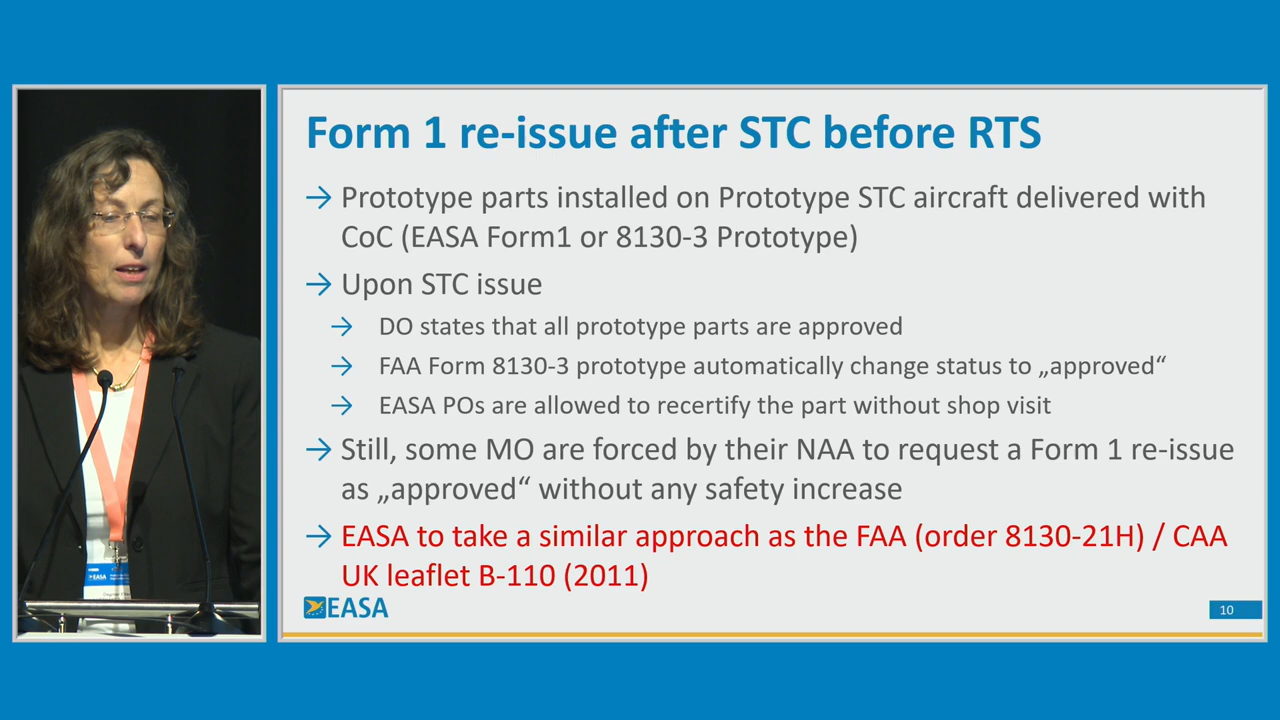 Form 1 re-issue after STC before RTS
→ Prototype parts installed on Prototype STC aircraft delivered with
CoC (EASA Form1 or 8130-3 Prototype)
→ Upon STC issue
→ DO states that all prototype parts are approved
→ FAA Form 8130-3 prototype automatically change status to „approved“
→ EASA POs are allowed to recertify the part without shop visit
→ Still, some MO are forced by their NAA to request a Form 1 re-issue
as „approved“ without any safety increase
→ EASA to take a similar approach as the FAA (order 8130-21H) / CAA
UK leaflet B-110 (2011)
EASA
10
EASA